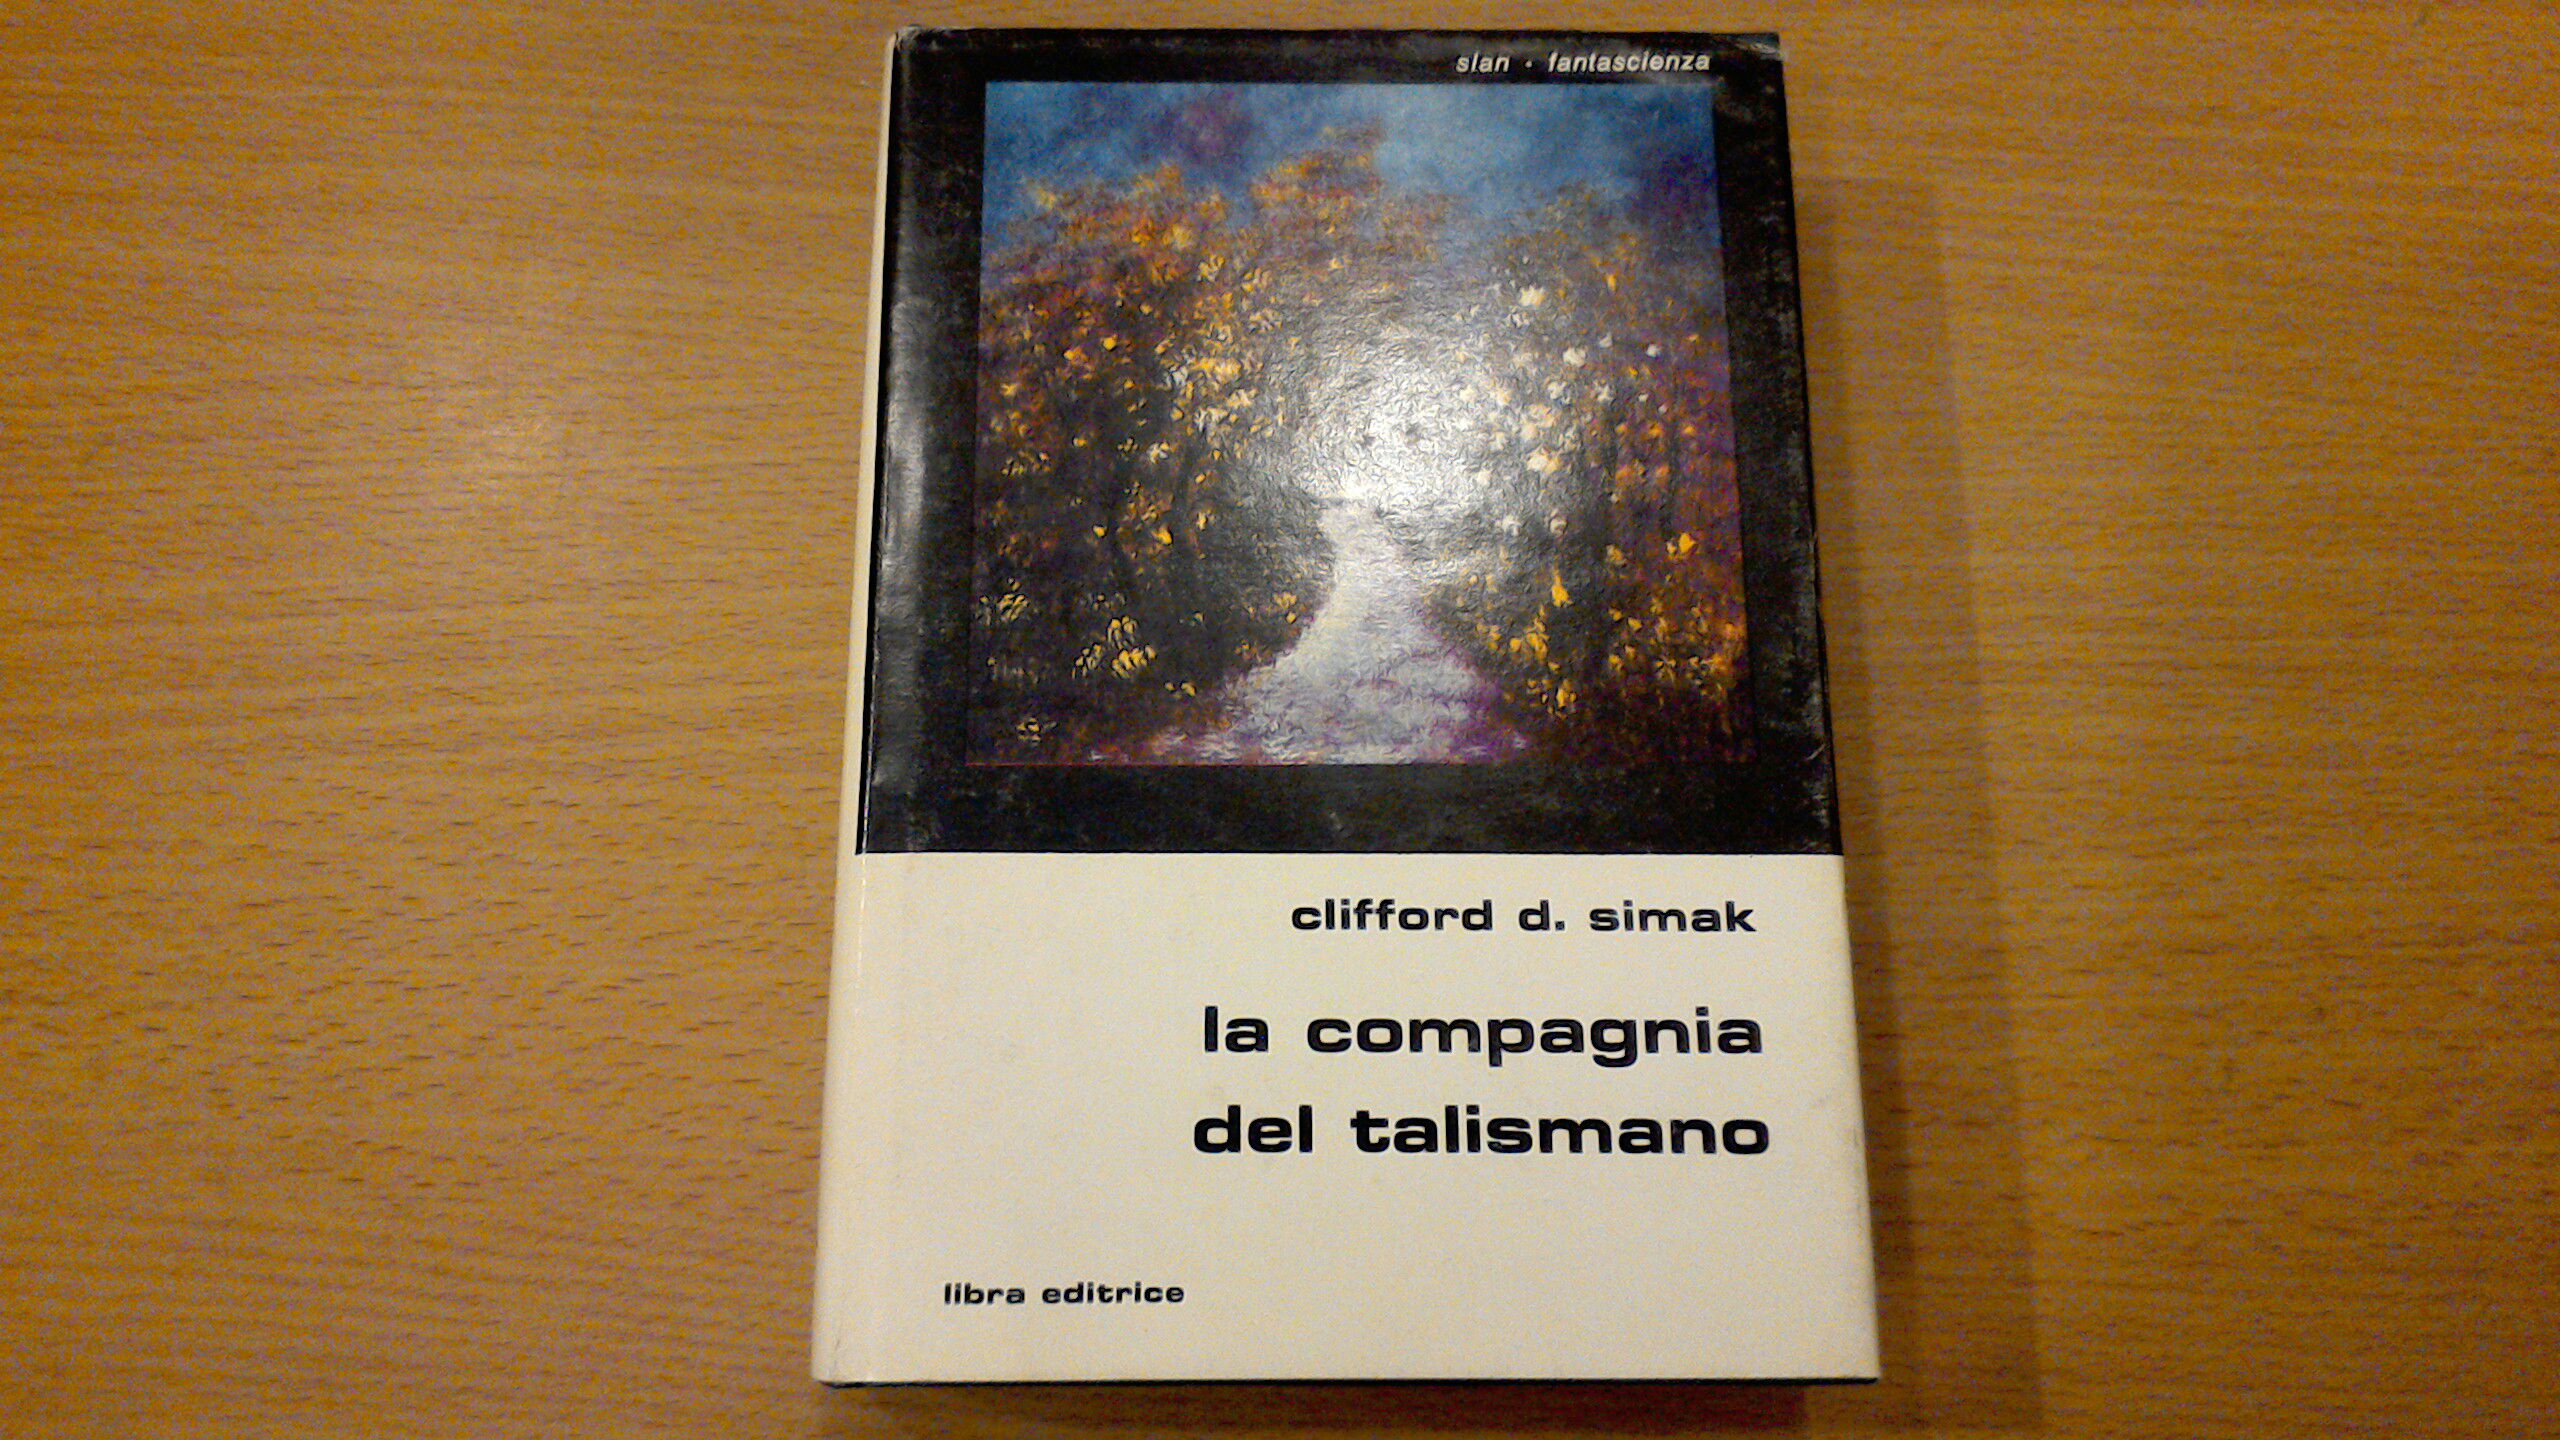 slan • fantascienza
clifford d. simak
la compagnia
del talismano
libra editrice